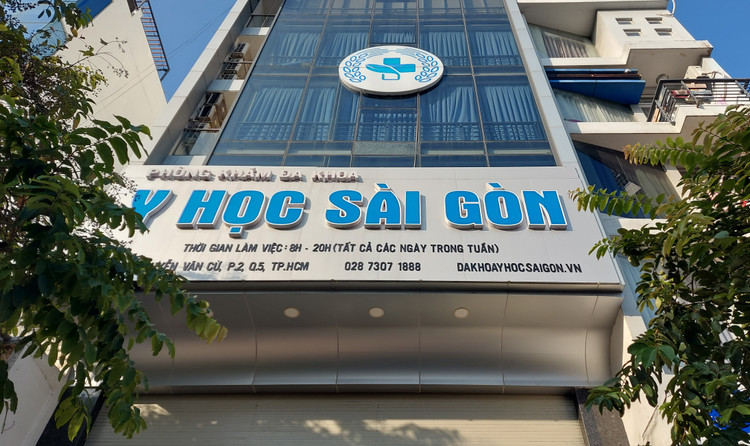 PHÒNG KHÁM ĐA KHOA
Y HỌC SÀI GÒN
THỜI GIAN LÀM VIỆC: 8H - 20H (TẤT CẢ CÁC NGÀY TRONG TUẦN)
VĂN CỪ, P.2, Q.5, TP.HCM 028 7307 1888 DAKHOAYHOCSAIGON.VN